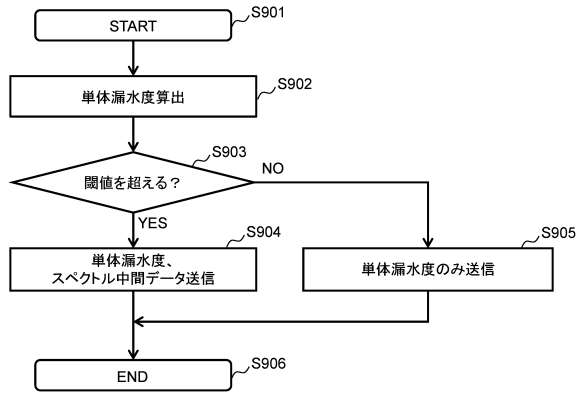 START
S901
単体漏水度算出
S902
閾値を超える?
S903
NO
YES
単体漏水度、
スペクトル中間データ送信
S904
単体漏水度のみ送信
S905
END
S906